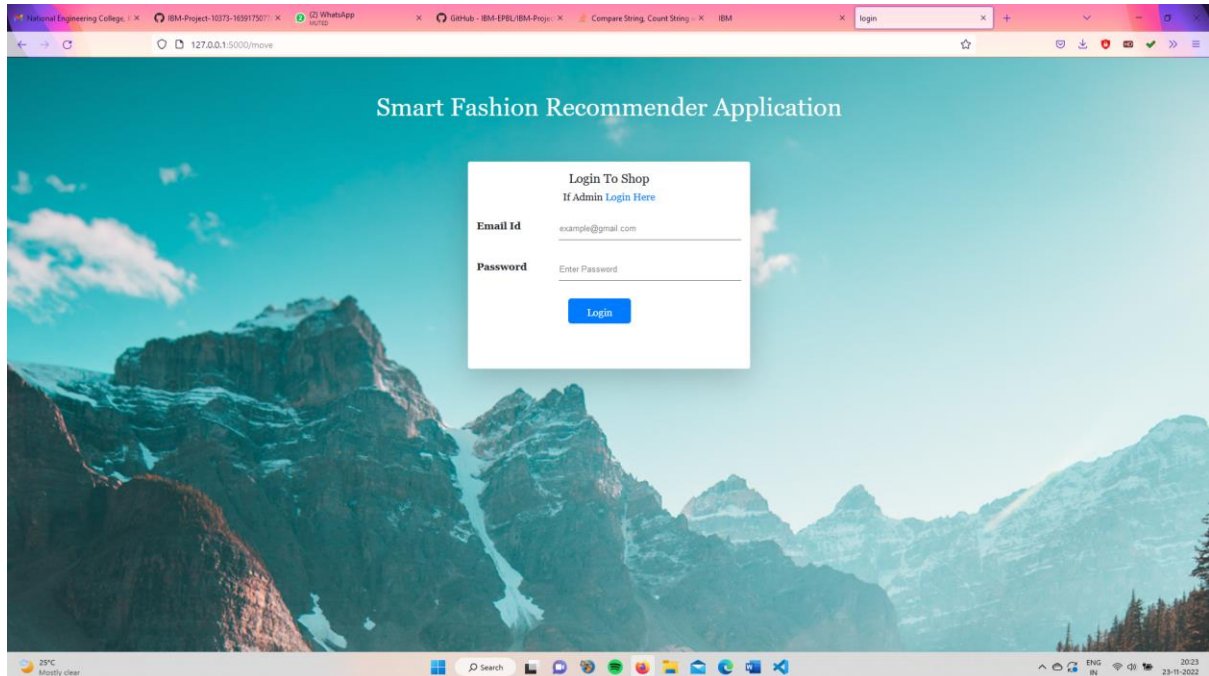 National Engineering College, I
IBM-Project-10373-1659175077
(2) WhatsApp
MUTED
GitHub - IBM-EPBL/IBM-Projec
Compare String, Count String
IBM
login
127.0.0.1:5000/move
Smart Fashion Recommender Application
Login To Shop
If Admin Login Here
Email Id
example@gmail.com
Password
Enter Password
Login
25°C
Mostly clear
Search
ENG
IN
20:23
23-11-2022